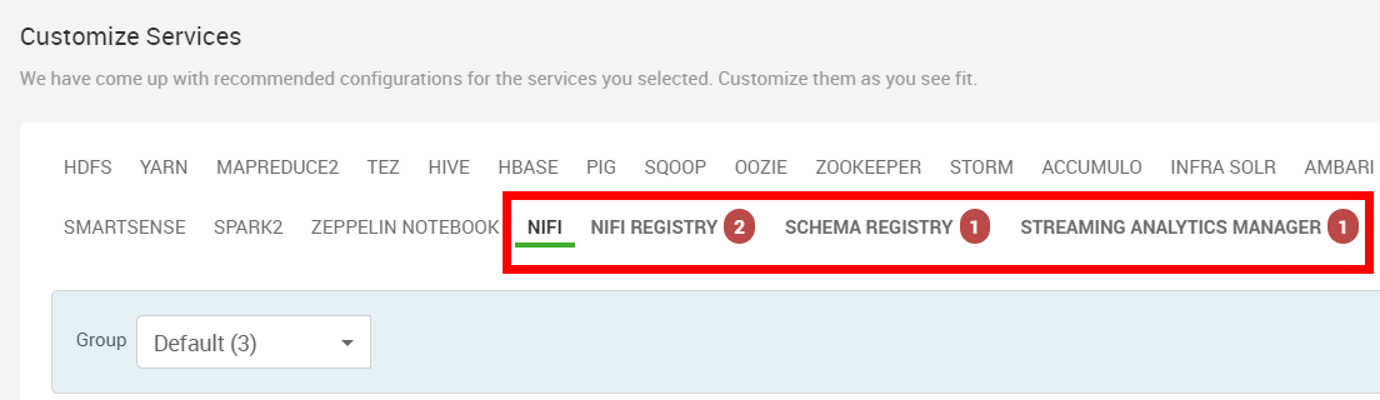 Customize Services
We have come up with recommended configurations for the services you selected. Customize them as you see fit.
HDFS YARN MAPREDUCE2 TEZ HIVE HBASE PIG SQOOP OOZIE ZOOKEEPER STORM ACCUMULO INFRA SOLR AMBARI
SMARTSENSE SPARK2 ZEPPELIN NOTEBOOK NIFI NIFI REGISTRY 2 SCHEMA REGISTRY 1 STREAMING ANALYTICS MANAGER 1
Group Default (3)